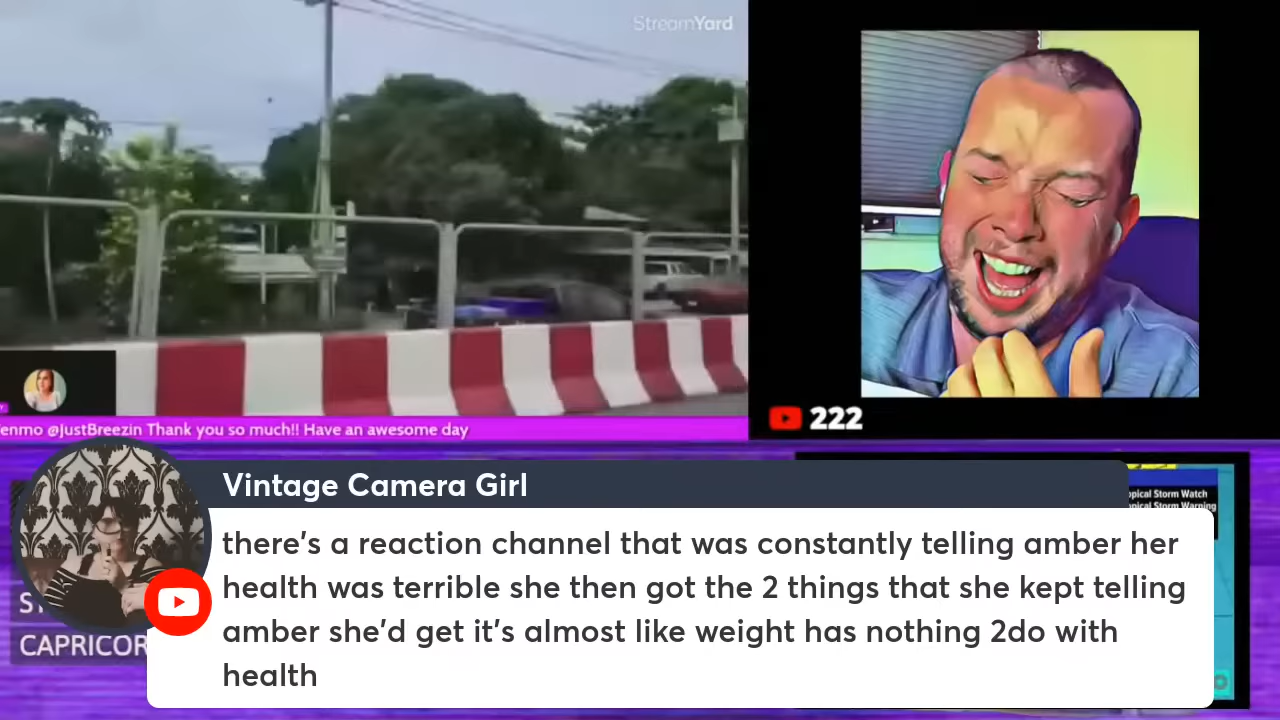 StreamYard
222
enmo @JustBreezin Thank you so much!! Have an awesome day
Vintage Camera Girl
opical Storm Watch
opical Storm Warning
there's a reaction channel that was constantly telling amber her
health was terrible she then got the 2 things that she kept telling
amber she'd get it's almost like weight has nothing 2do with
health
CAPRICOR